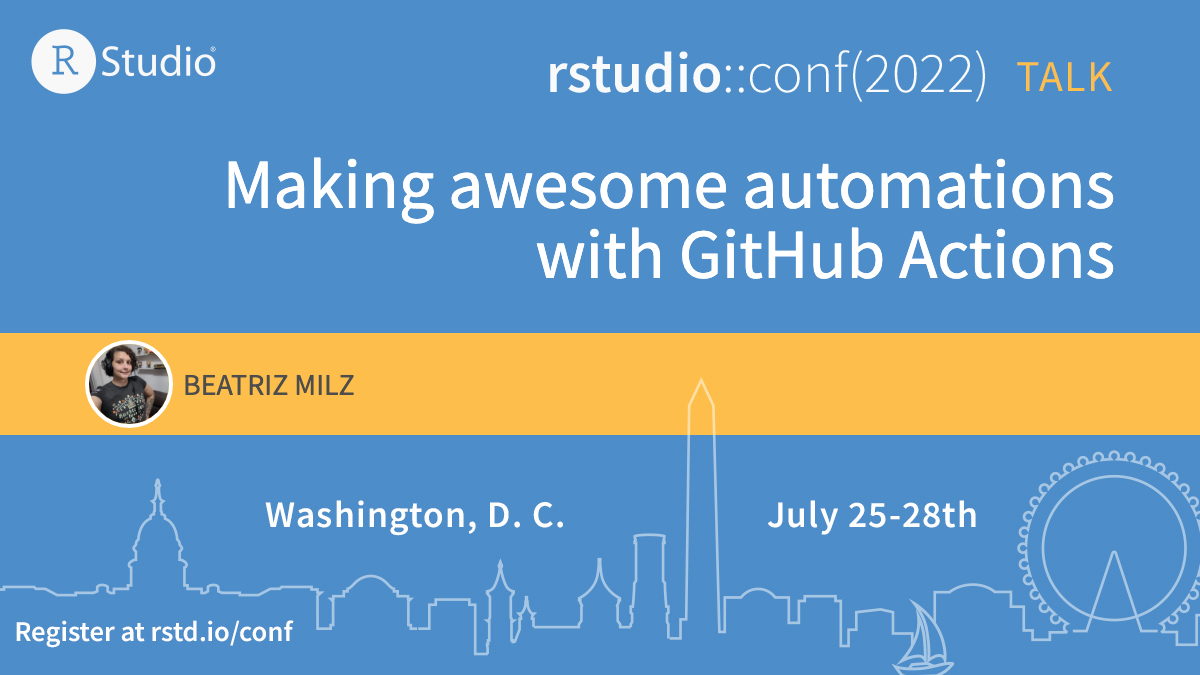 R Studio®
rstudio::conf(2022) TALK
Making awesome automations
with GitHub Actions
BEATRIZ MILZ
Washington, D. C.
July 25-28th
Register at rstd.io/conf